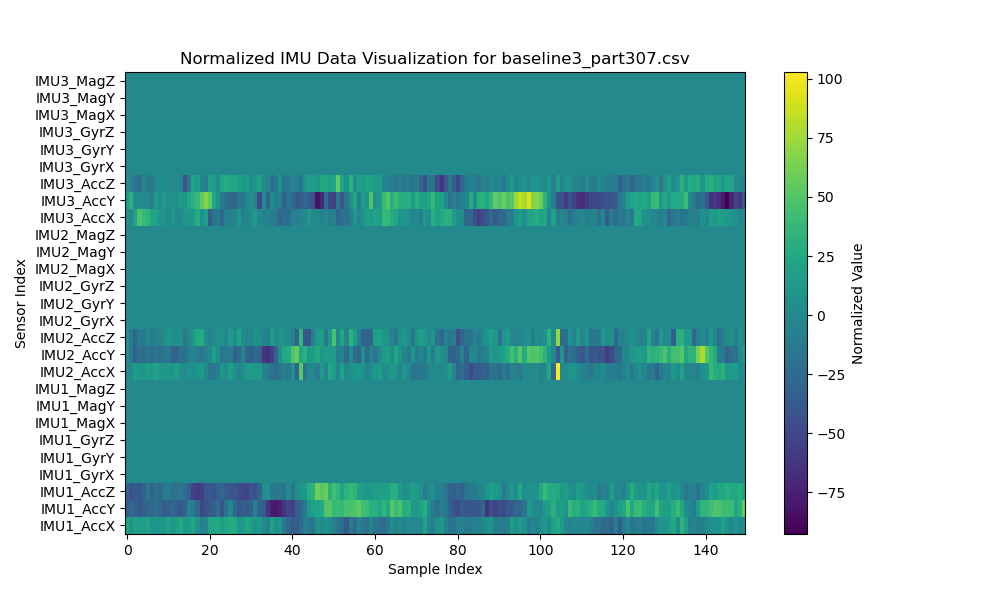 Normalized IMU Data Visualization for baseline3_part307.csv
IMU3_MagZ
IMU3_MagY
IMU3_MagX
IMU3_GyrZ
IMU3_GyrY
IMU3_GyrX
IMU3_AccZ
IMU3_AccY
IMU3_AccX
IMU2_MagZ
IMU2_MagY
IMU2_MagX
IMU2_GyrZ
IMU2_GyrY
IMU2_GyrX
IMU2_AccZ
IMU2_AccY
IMU2_AccX
IMU1_MagZ
IMU1_MagY
IMU1_MagX
IMU1_GyrZ
IMU1_GyrY
IMU1_GyrX
IMU1_AccZ
IMU1_AccY
IMU1_AccX
Sensor Index
0 20 40 60 80 100 120 140
Sample Index
100
75
50
25
0
−25
−50
−75
Normalized Value